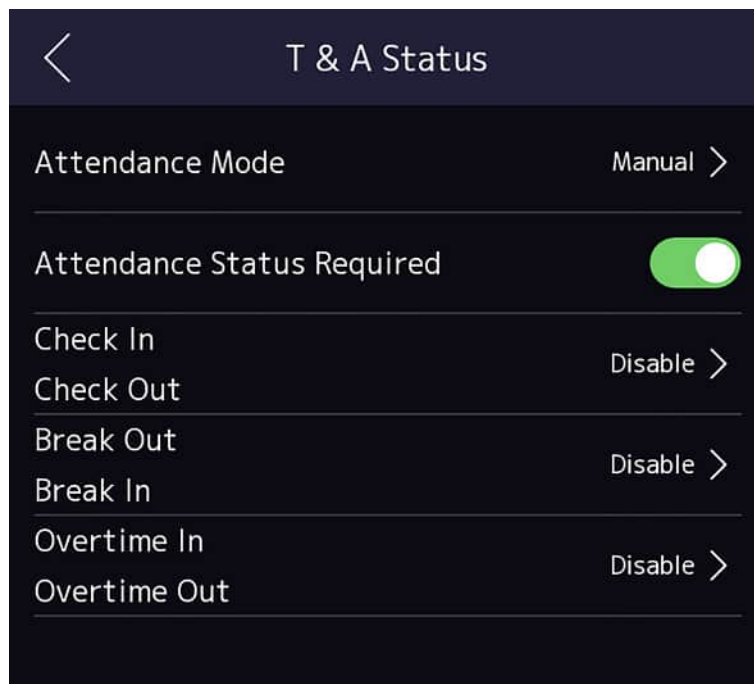 T & A Status
Attendance Mode Manual
Attendance Status Required
Check In
Check Out
Disable
Break Out
Break In
Disable
Overtime In
Overtime Out
Disable